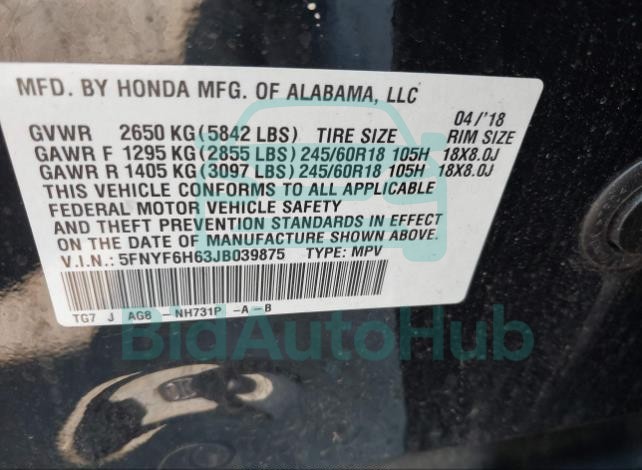 MFD. BY HONDA MFG. OF ALABAMA, LLC
04/'18
GVWR 2650 KG (5842 LBS) TIRE SIZE RIM SIZE
GAWR F 1295 KG (2855 LBS) 245/60R18 105H 18X8.0J
GAWR R 1405 KG (3097 LBS) 245/60R18 105H 18X8.0J
THIS VEHICLE CONFORMS TO ALL APPLICABLE
FEDERAL MOTOR VEHICLE SAFETY
AND THEFT PREVENTION STANDARDS IN EFFECT
ON THE DATE OF MANUFACTURE SHOWN ABOVE.
V.I.N.: 5FNYF6H63JB039875 TYPE: MPV
TG7 J AG8 - NH731P -A-B
BidAutoHub